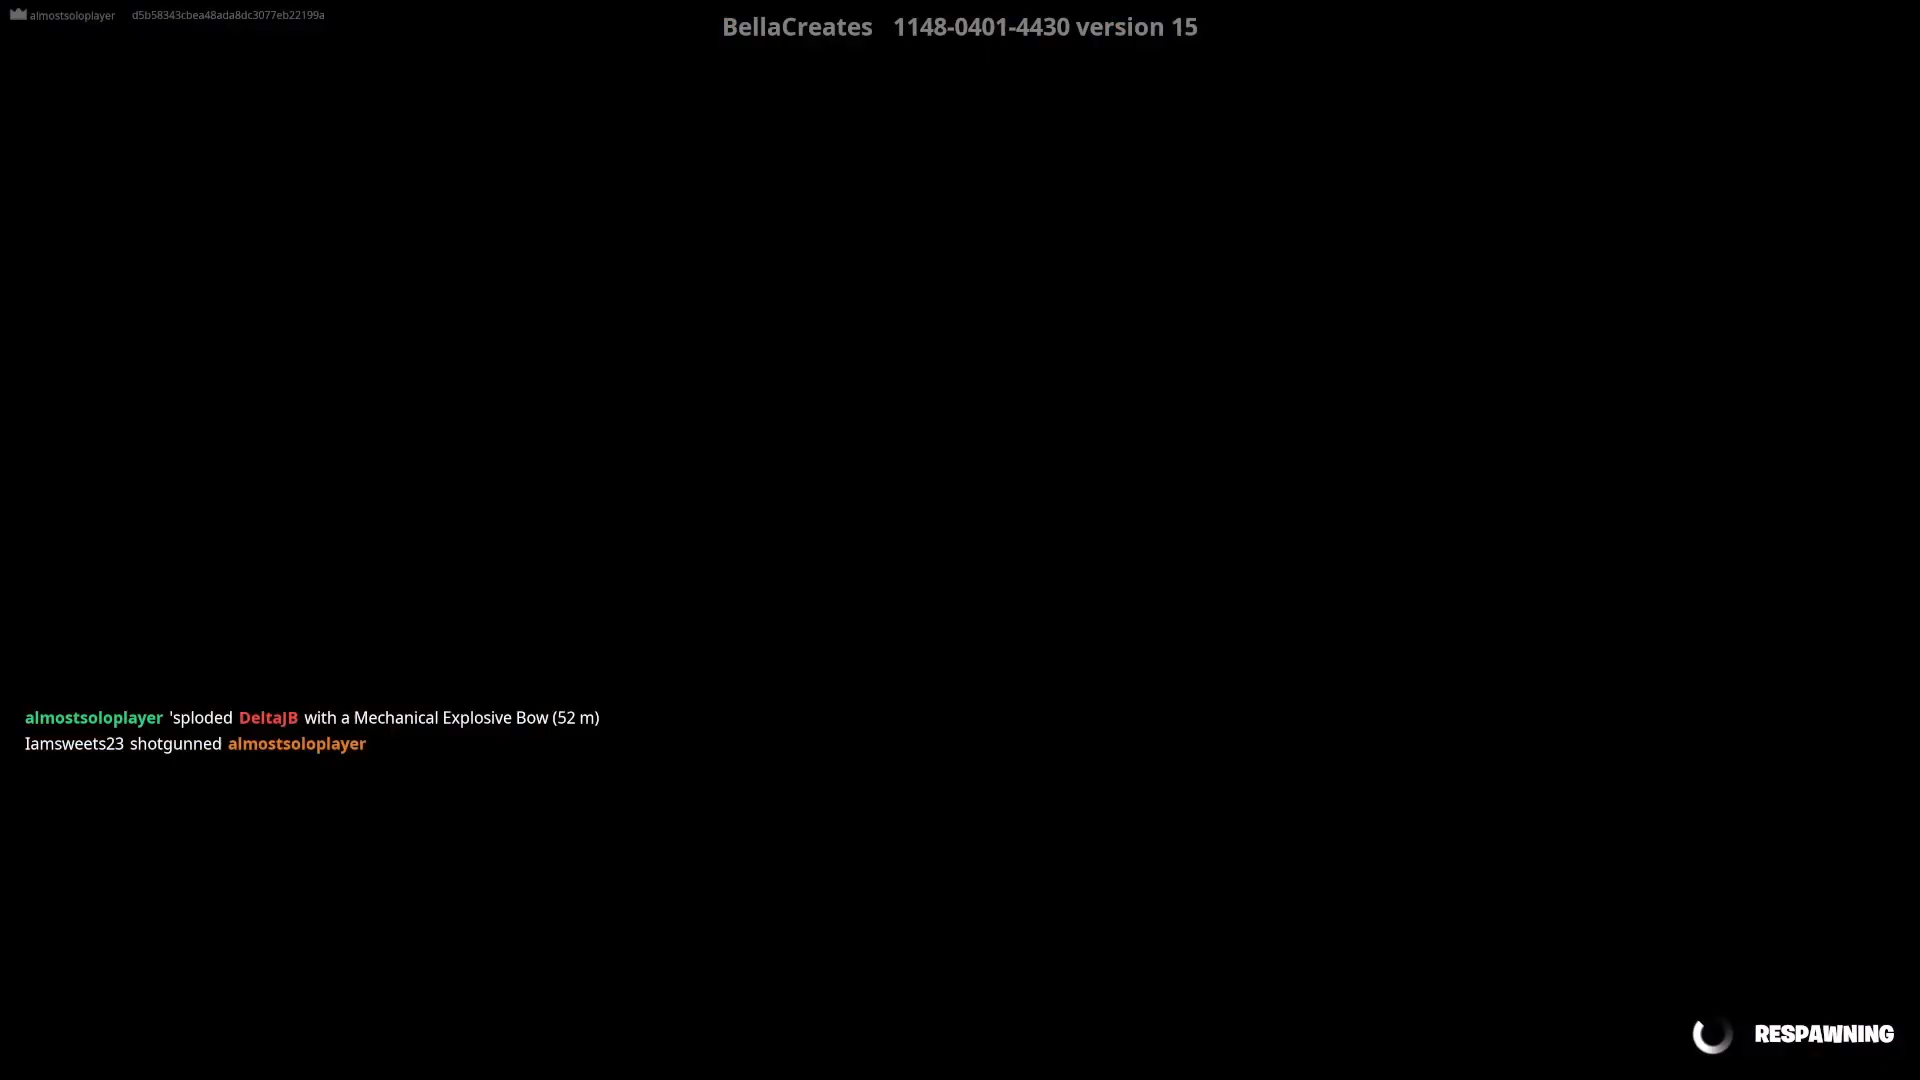 almostsoloplayer d5b58343cbea48ada8dc3077eb22199a
BellaCreates 1148-0401-4430 version 15
almostsoloplayer 'sploded DeltaJB with a Mechanical Explosive Bow (52 m)
Iamsweets23 shotgunned almostsoloplayer
RESPAWNING